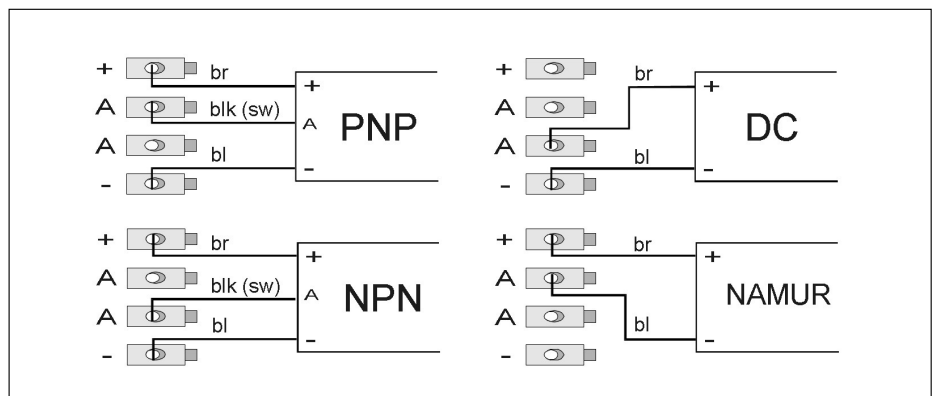 + br +
A blk (sw) A PNP
A bl
- -
+ br +
A DC
A bl
- -
+ br +
A blk (sw) A NPN
A bl
- -
+ br +
A NAMUR
A bl
- -